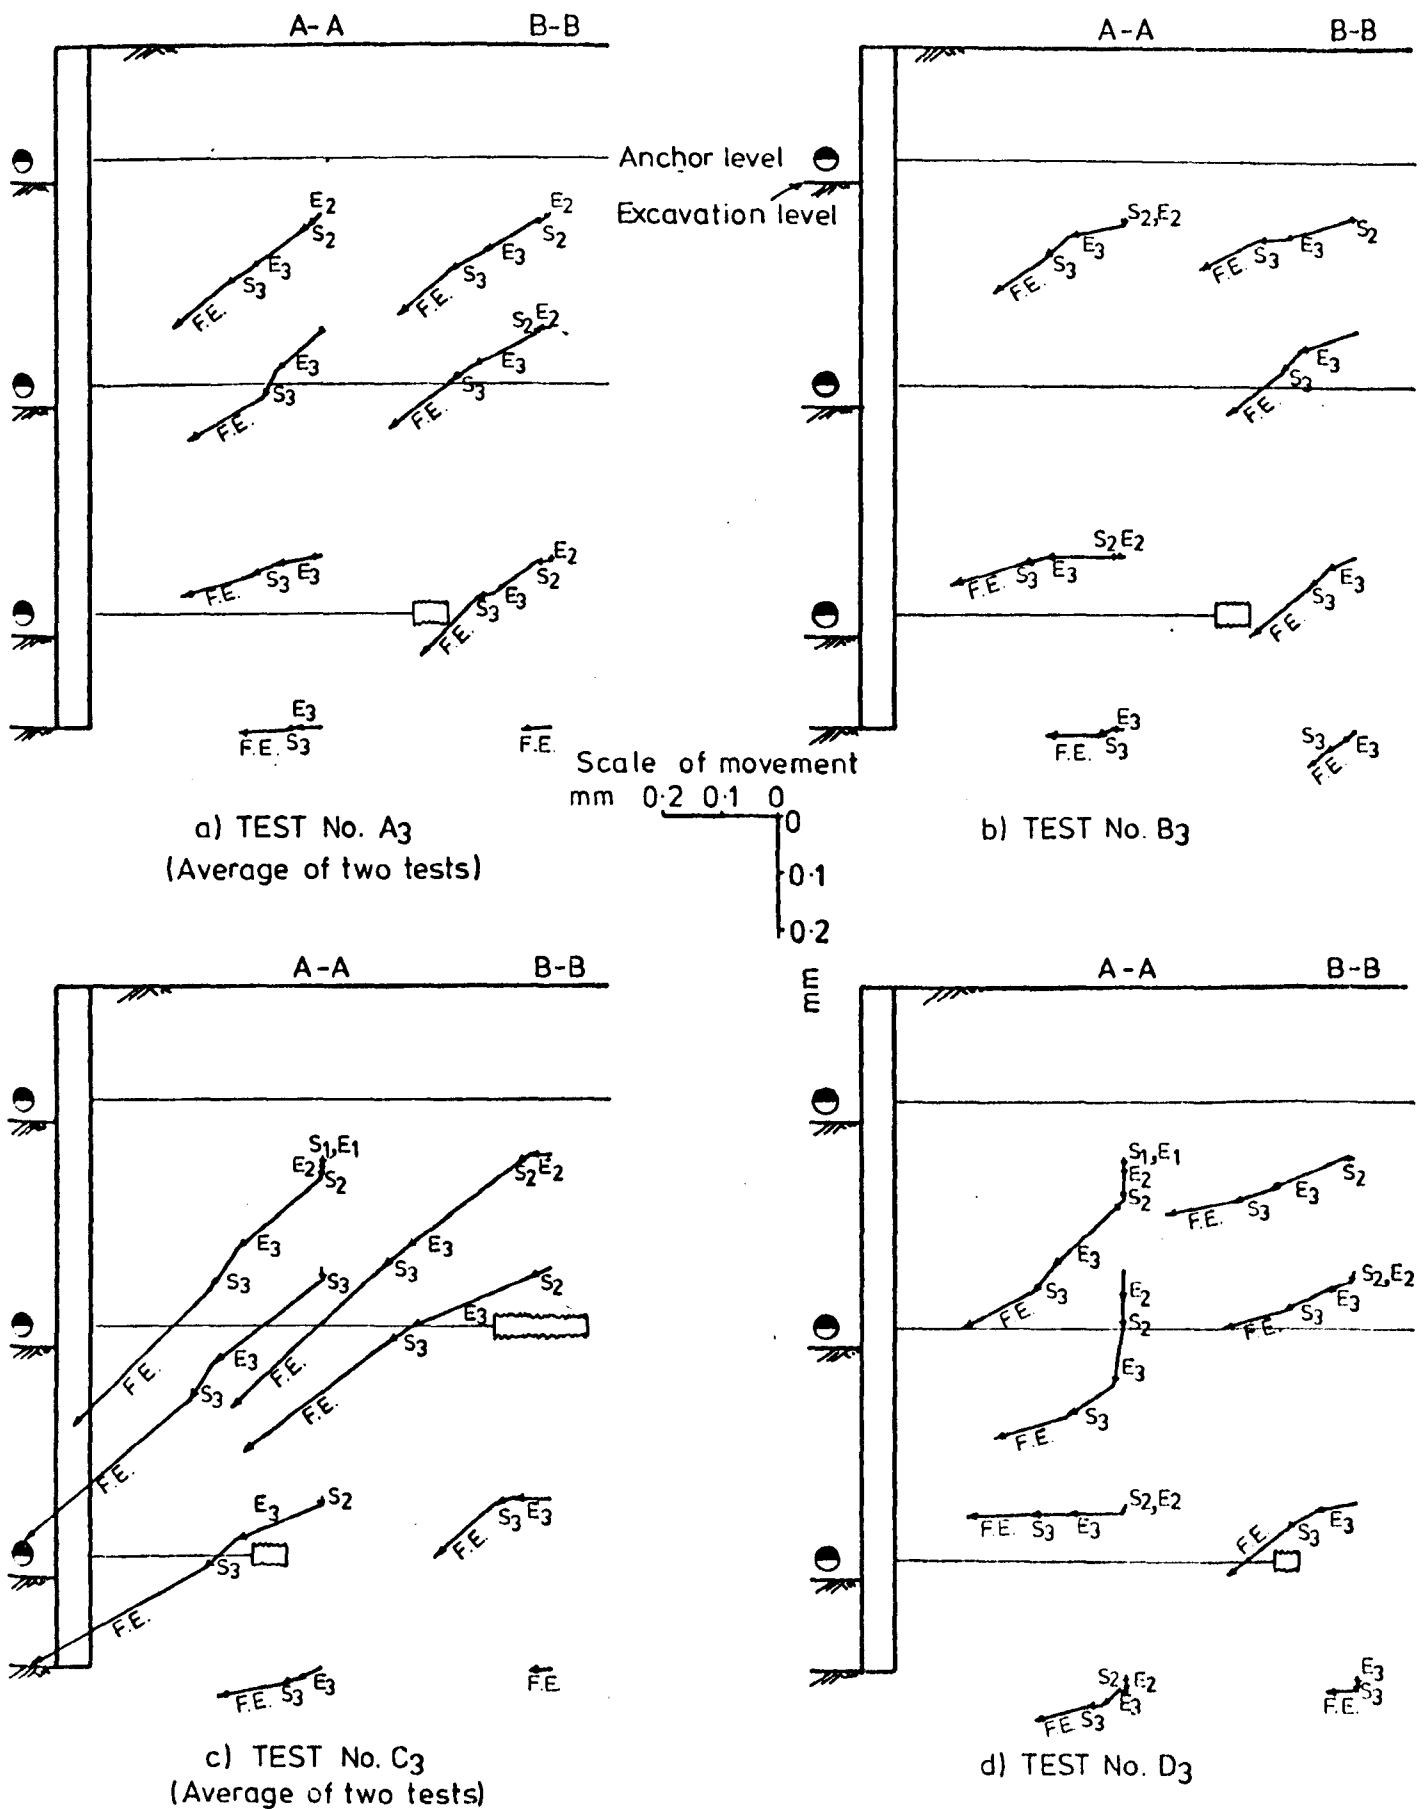 A-A
B-B
A-A
B-B
Anchor level
Excavation level
E2
S2
E3
S3
F.E.
E2
S2
E3
S3
F.E.
S2,E2
E3
S3
F.E.
S2
E3
S3
F.E.
E3
S3
F.E.
S2,E2
E3
S3
F.E.
E3
S3
F.E.
E3
S3
F.E.
E2
S2
E3
S3
F.E.
S2E2
E3
S3
F.E.
E3
S3
F.E.
E3
S3
F.E.
F.E.
E3
S3
F.E.
E3
S3
F.E.
Scale of movement
mm 0·2 0·1 0
0
0·1
0·2
mm
a) TEST No. A3
(Average of two tests)
b) TEST No. B3
A-A
B-B
A-A
B-B
S1,E1
E2
S2
E3
S3
F.E.
S2E2
E3
S3
F.E.
S1,E1
E2
S2
E3
S3
F.E.
S2
E3
S3
F.E.
S3
E3
S3
F.E.
S2
E3
S3
F.E.
E2
S2
E3
S3
F.E.
S2,E2
E3
S3
F.E.
S2
E3
S3
F.E.
E3
S3
F.E.
S2,E2
E3
S3
F.E.
E3
S3
F.E.
E3
S3
F.E.
F.E.
S2
E2
E3
S3
F.E.
E3
S3
F.E.
c) TEST No. C3
(Average of two tests)
d) TEST No. D3